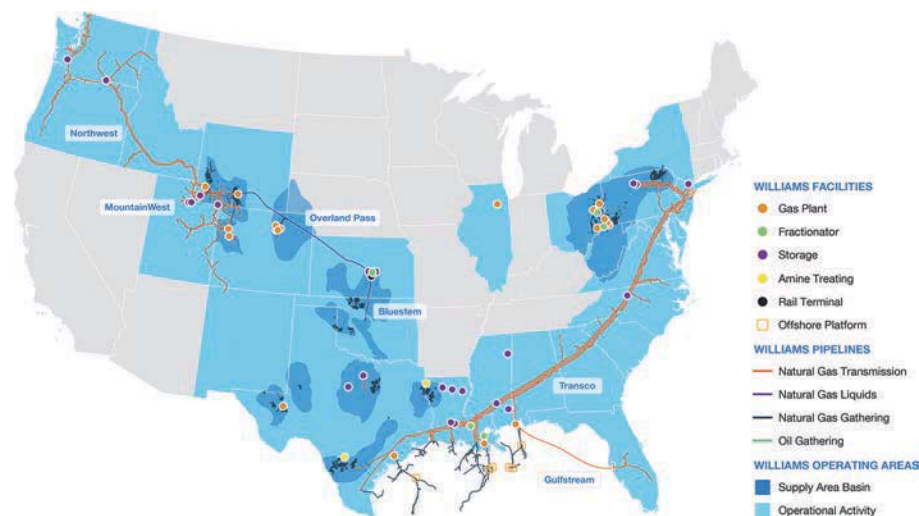 Northwest
MountainWest
Overland Pass
Bluestem
Transco
Gulfstream
WILLIAMS FACILITIES
Gas Plant
Fractionator
Storage
Amine Treating
Rail Terminal
Offshore Platform
WILLIAMS PIPELINES
Natural Gas Transmission
Natural Gas Liquids
Natural Gas Gathering
Oil Gathering
WILLIAMS OPERATING AREAS
Supply Area Basin
Operational Activity